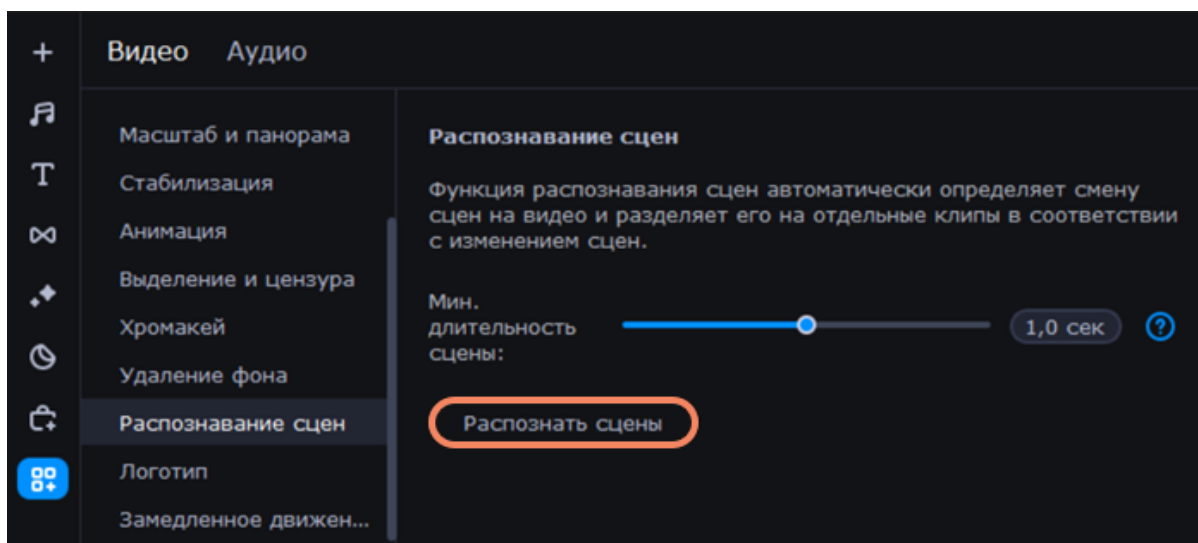 Видео Аудио
Масштаб и панорама
Стабилизация
Анимация
Выделение и цензура
Хромакей
Удаление фона
Распознавание сцен
Логотип
Замедленное движен...
Распознавание сцен
Функция распознавания сцен автоматически определяет смену
сцен на видео и разделяет его на отдельные клипы в соответствии
с изменением сцен.
Мин.
длительность
сцены:
1,0 сек
?
Распознать сцены